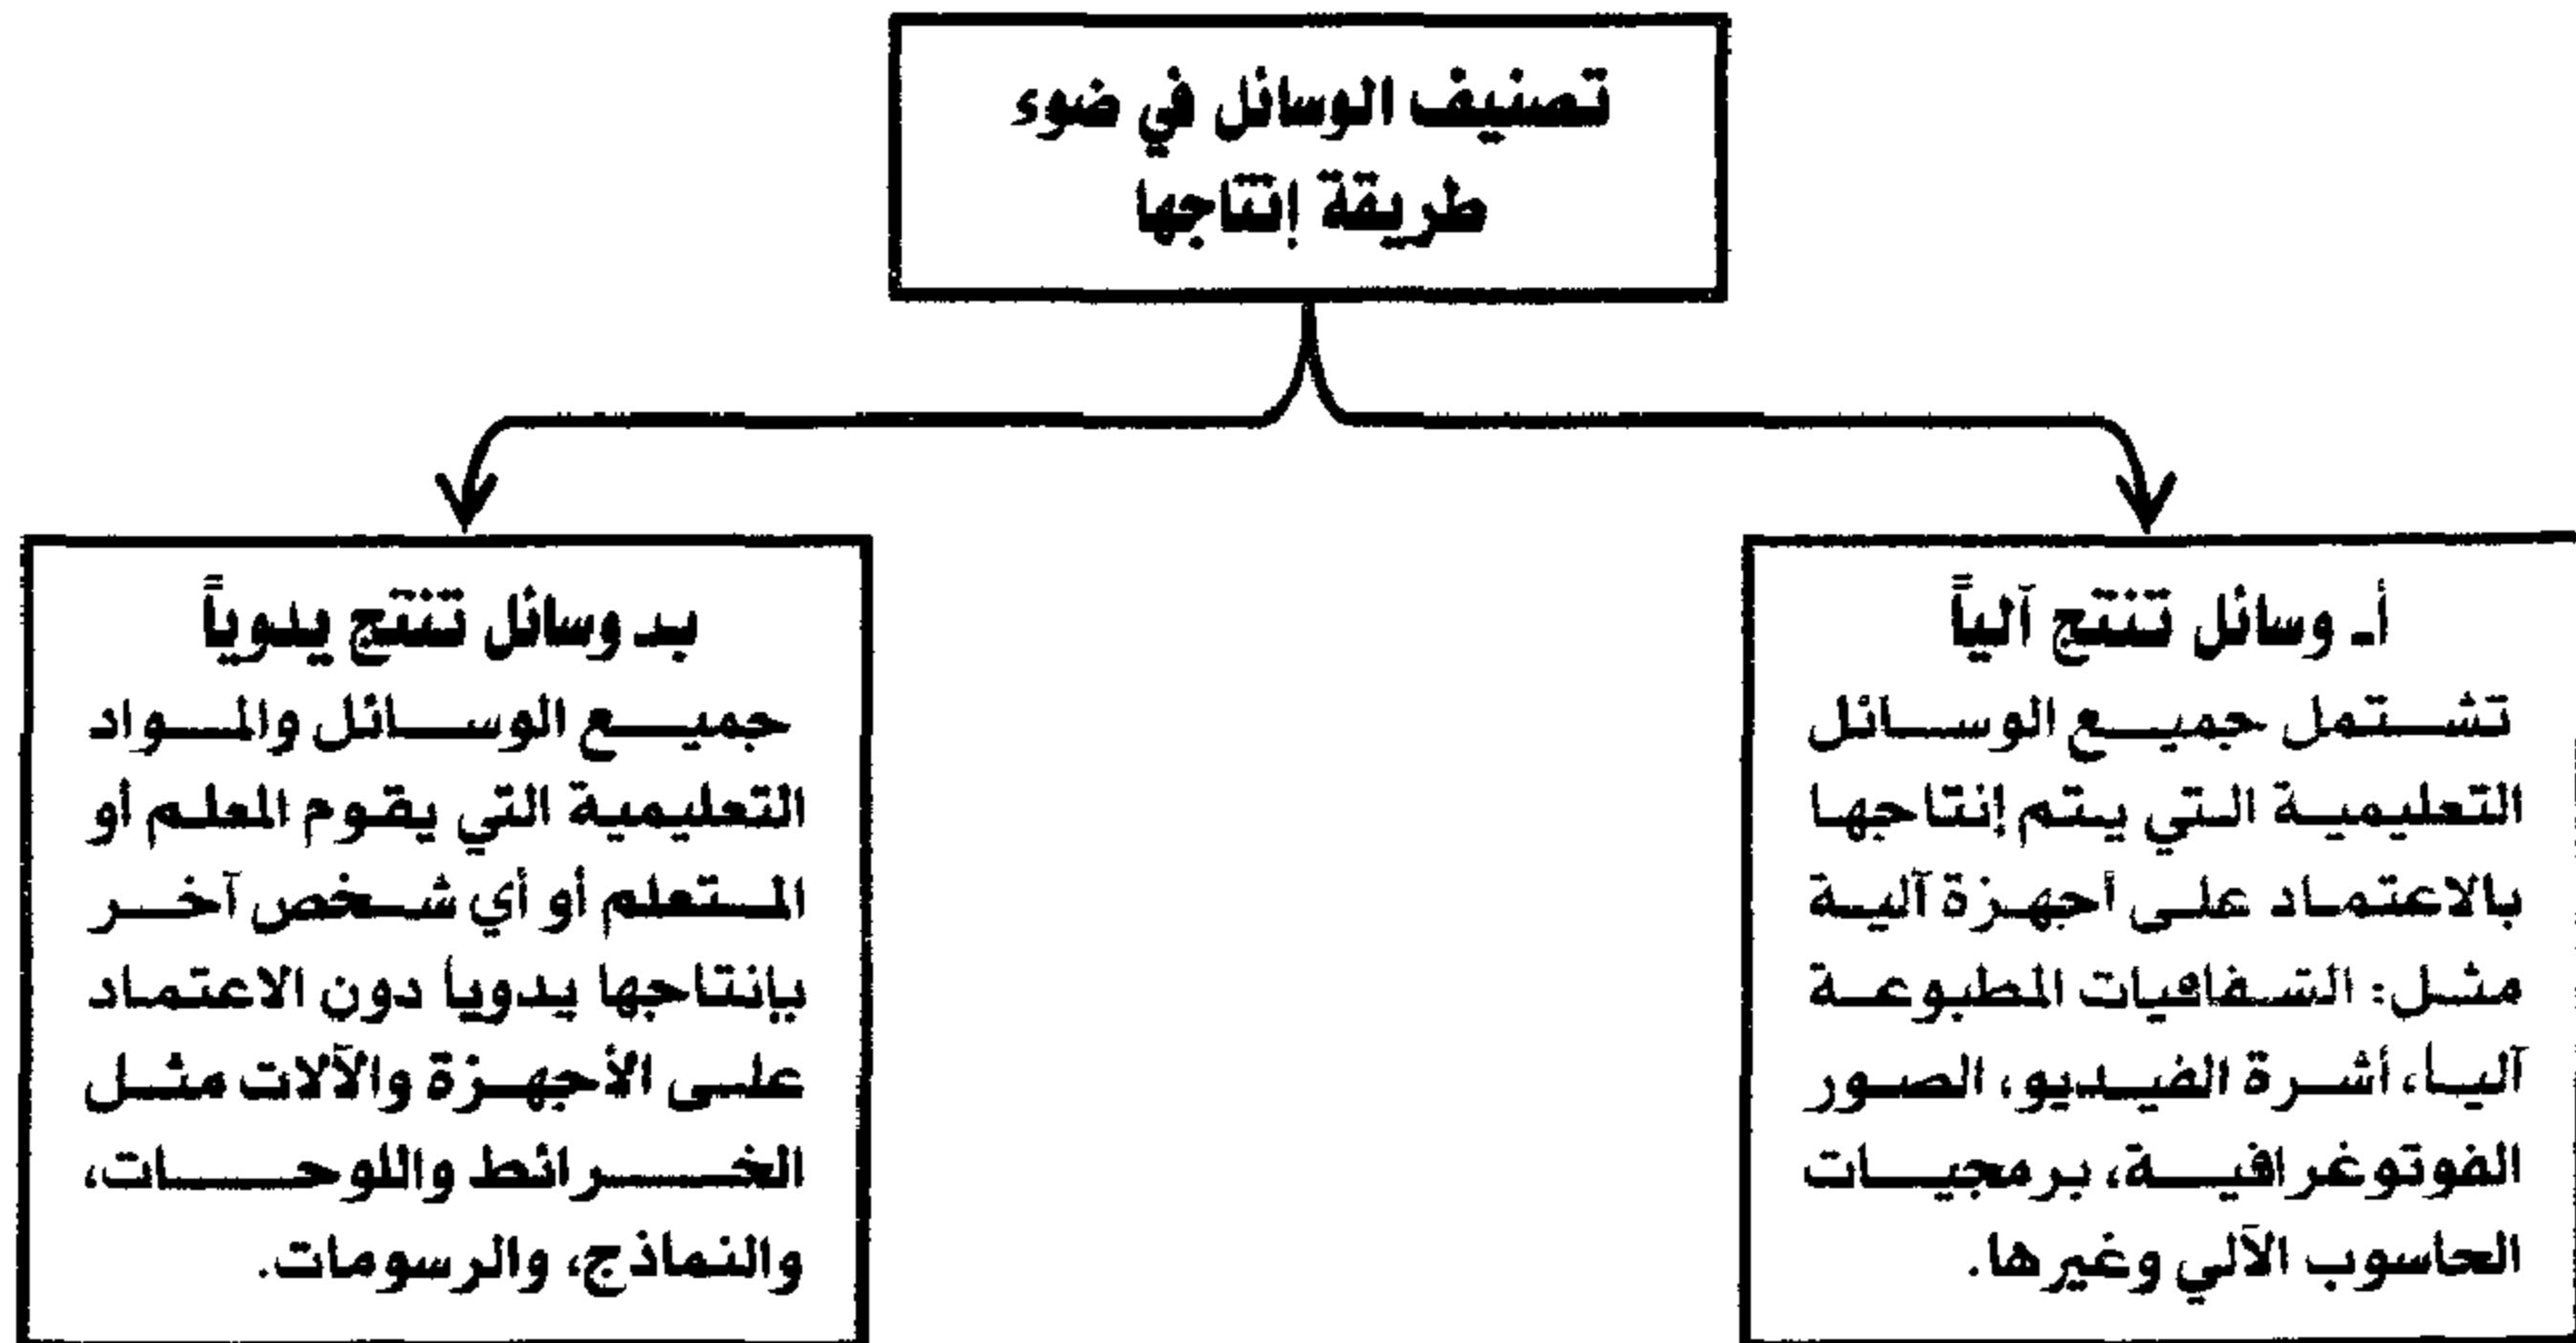 تصنيف الوسائل في ضوء
طريقة إنتاجها
أـ وسائل تنتج آلياً
تشتمل جميع الوسائل
التعليمية التي يتم إنتاجها
بالاعتماد على أجهزة آلية
مثل: الشفافيات المطبوعة
آلياً، أشرة الفيديو، الصور
الفوتوغرافية، برمجيات
الحاسوب الآلي وغيرها.
بـ وسائل تنتج يدوياً
جميع الوسائل والمواد
التعليمية التي يقوم المعلم أو
المتعلم أو أي شخص آخر
بإنتاجها يدوياً دون الاعتماد
على الأجهزة والآلات مثل
الخرائط واللوحات،
والنماذج، والرسومات.